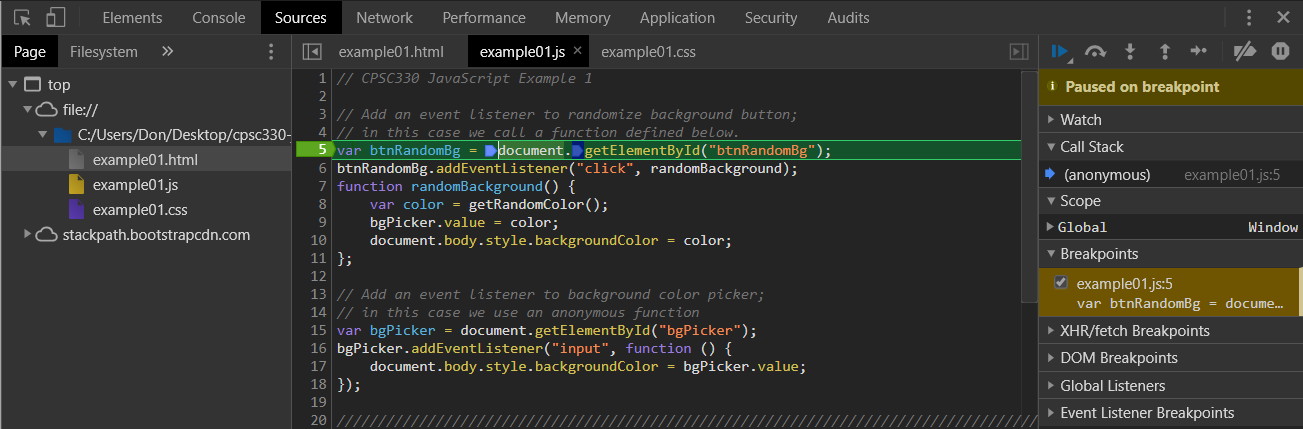 Elements Console Sources Network Performance Memory Application Security Audits
Page Filesystem »
top
file://
C:/Users/Don/Desktop/cpsc330-
example01.html
example01.js
example01.css
stackpath.bootstrapcdn.com
example01.html example01.js × example01.css
1 // CPSC330 JavaScript Example 1
2
3 // Add an event listener to randomize background button;
4 // in this case we call a function defined below.
5 var btnRandomBg = document.getElementById("btnRandomBg");
6 btnRandomBg.addEventListener("click", randomBackground);
7 function randomBackground() {
8     var color = getRandomColor();
9     bgPicker.value = color;
10     document.body.style.backgroundColor = color;
11 };
12
13 // Add an event listener to background color picker;
14 // in this case we use an anonymous function
15 var bgPicker = document.getElementById("bgPicker");
16 bgPicker.addEventListener("input", function () {
17     document.body.style.backgroundColor = bgPicker.value;
18 });
19
20 /////////////////////////////////////////////////////////////////////////////////////
Paused on breakpoint
Watch
Call Stack
(anonymous) example01.js:5
Scope
Global Window
Breakpoints
example01.js:5
var btnRandomBg = docume…
XHR/fetch Breakpoints
DOM Breakpoints
Global Listeners
Event Listener Breakpoints